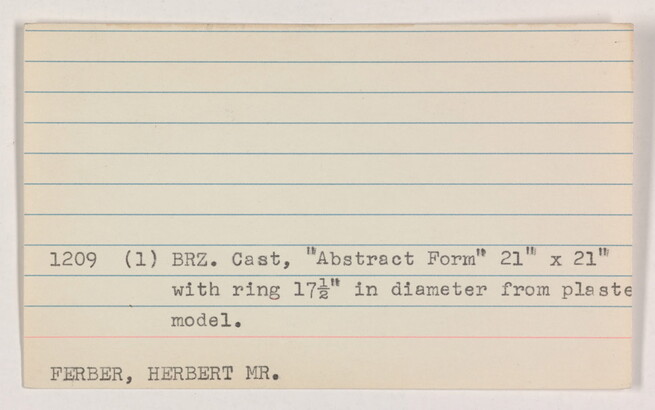 1209 (1) BRZ. Cast, "Abstract Form" 21" x 21"
with ring 17½" in diameter from plaste
model.
FERBER, HERBERT MR.